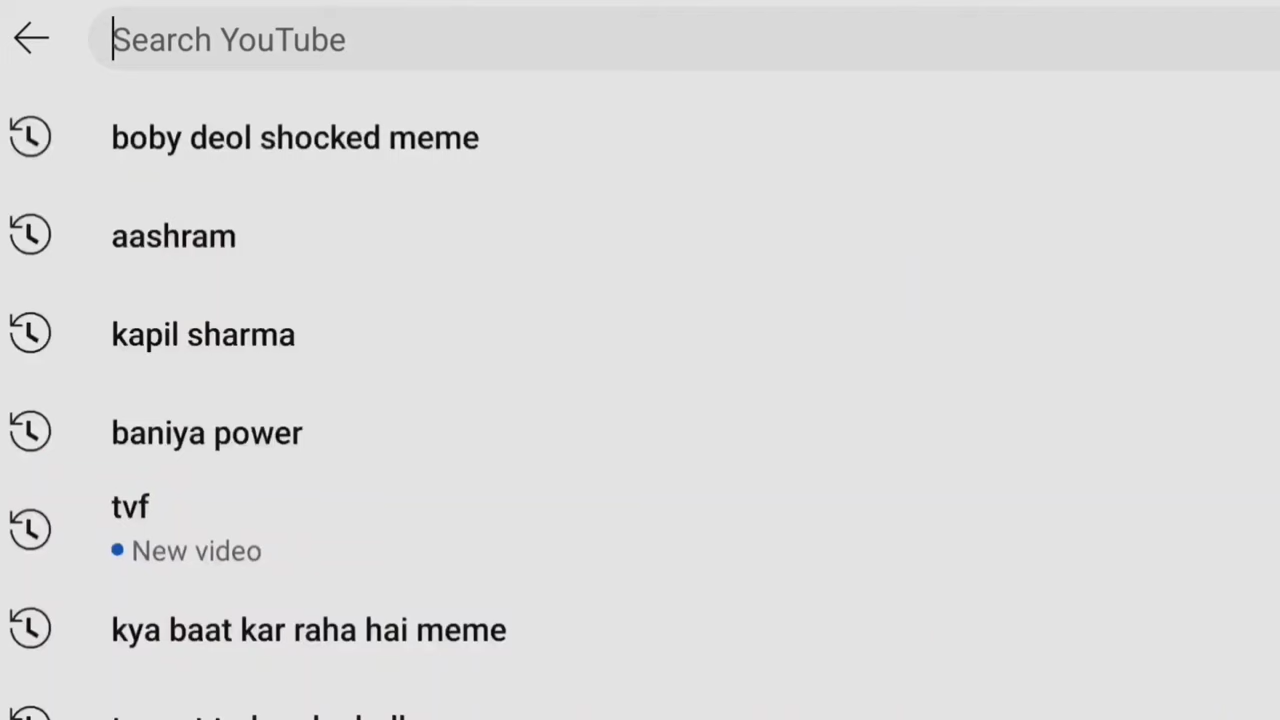 Search YouTube
boby deol shocked meme
aashram
kapil sharma
baniya power
tvf
New video
kya baat kar raha hai meme